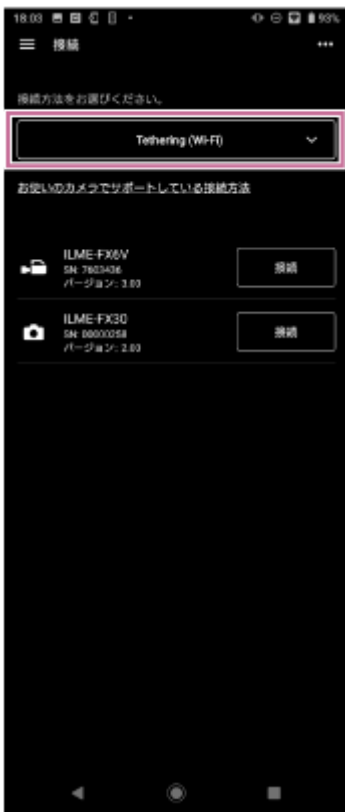 18:03 93%
接続
接続方法をお選びください。
Tethering (Wi-Fi)
お使いのカメラでサポートしている接続方法
ILME-FX6V
SN: 7603436
バージョン: 3.00
接続
ILME-FX30
SN: 00000258
バージョン: 2.00
接続